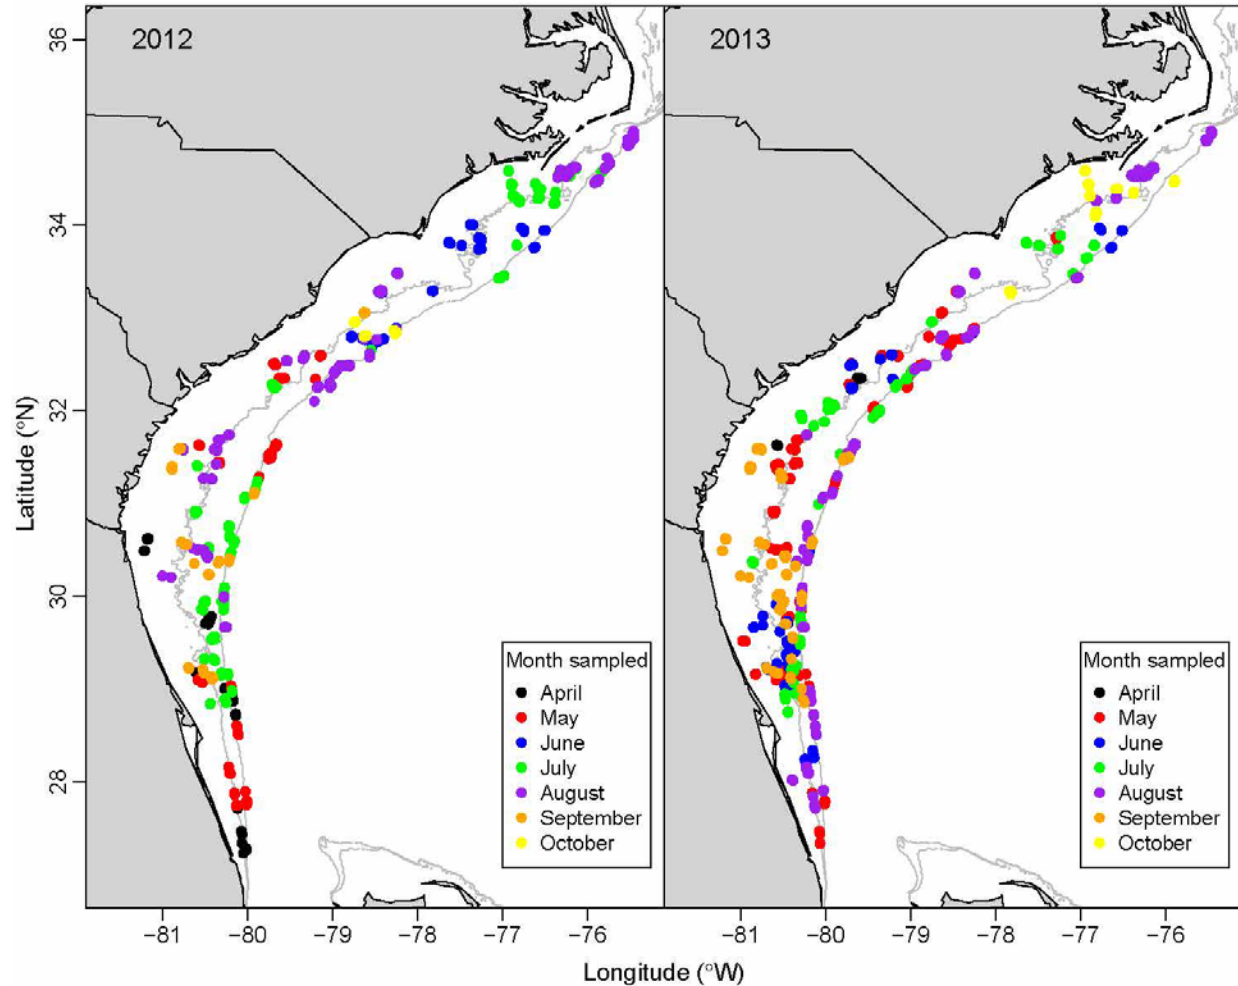 2012
2013
36
34
32
30
28
Latitude (°N)
Month sampled
April
May
June
July
August
September
October
Month sampled
April
May
June
July
August
September
October
−81
−80
−79
−78
−77
−76
−81
−80
−79
−78
−77
−76
Longitude (°W)